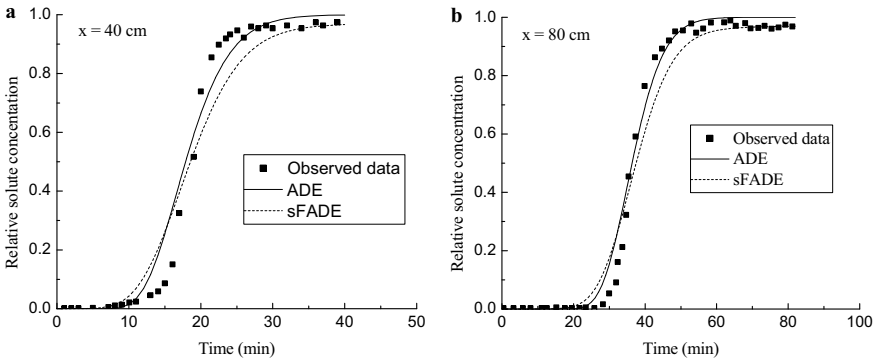 a
x = 40 cm
Relative solute concentration
1.0
0.8
0.6
0.4
0.2
0.0
0
10
20
30
40
50
Time (min)
Observed data
ADE
sFADE
b
x = 80 cm
Relative solute concentration
1.0
0.8
0.6
0.4
0.2
0.0
0
20
40
60
80
100
Time (min)
Observed data
ADE
sFADE